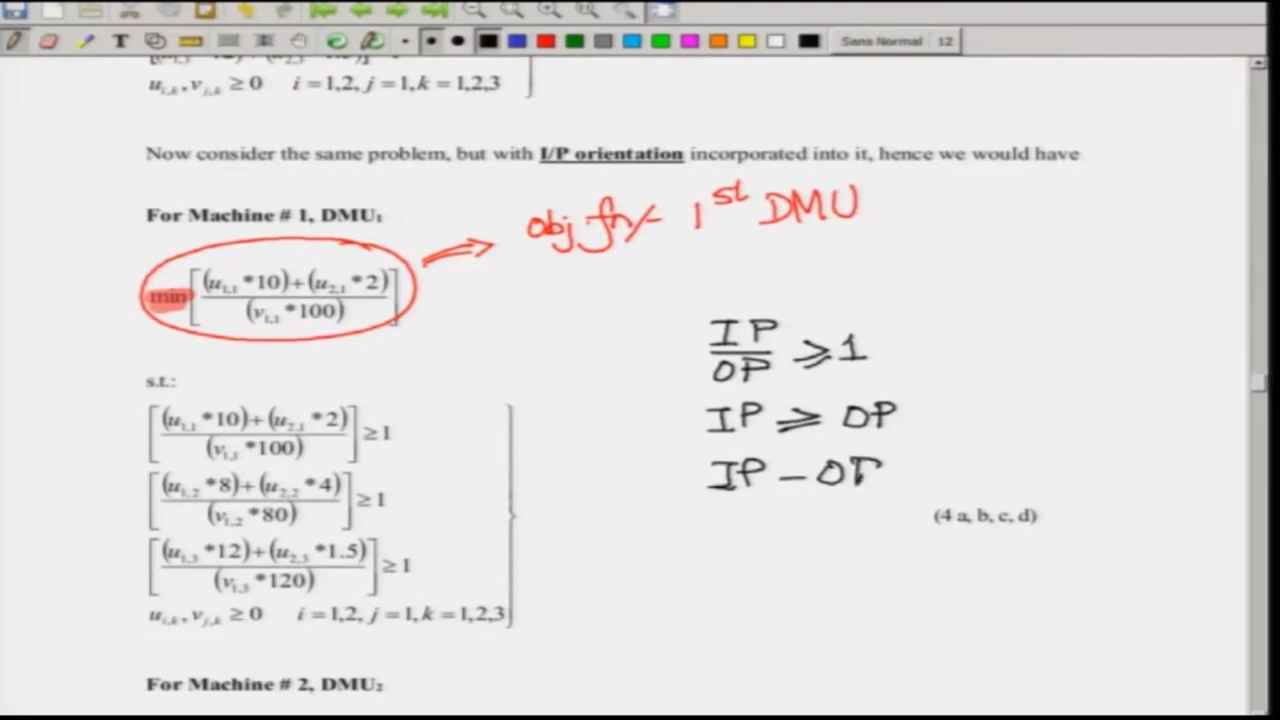 Sans Normal 12
u_{i,k}, v_{j,k} ≥ 0 i = 1,2, j = 1, k = 1,2,3
Now consider the same problem, but with I/P orientation incorporated into it, hence we would have
For Machine # 1, DMU₁
obj fn/- 1st DMU
min [ (u_{1,1} *10)+(u_{2,1} *2) / (v_{1,1} *100) ]
IP/OP ≥ 1
IP ≥ OP
IP - OP
s.t.:
[ (u_{1,1} *10)+(u_{2,1} *2) / (v_{1,1} *100) ] ≥ 1
[ (u_{1,2} *8)+(u_{2,2} *4) / (v_{1,2} *80) ] ≥ 1
(4 a, b, c, d)
[ (u_{1,3} *12)+(u_{2,3} *1.5) / (v_{1,3} *120) ] ≥ 1
u_{i,k}, v_{j,k} ≥ 0 i = 1,2, j = 1, k = 1,2,3
For Machine # 2, DMU₂